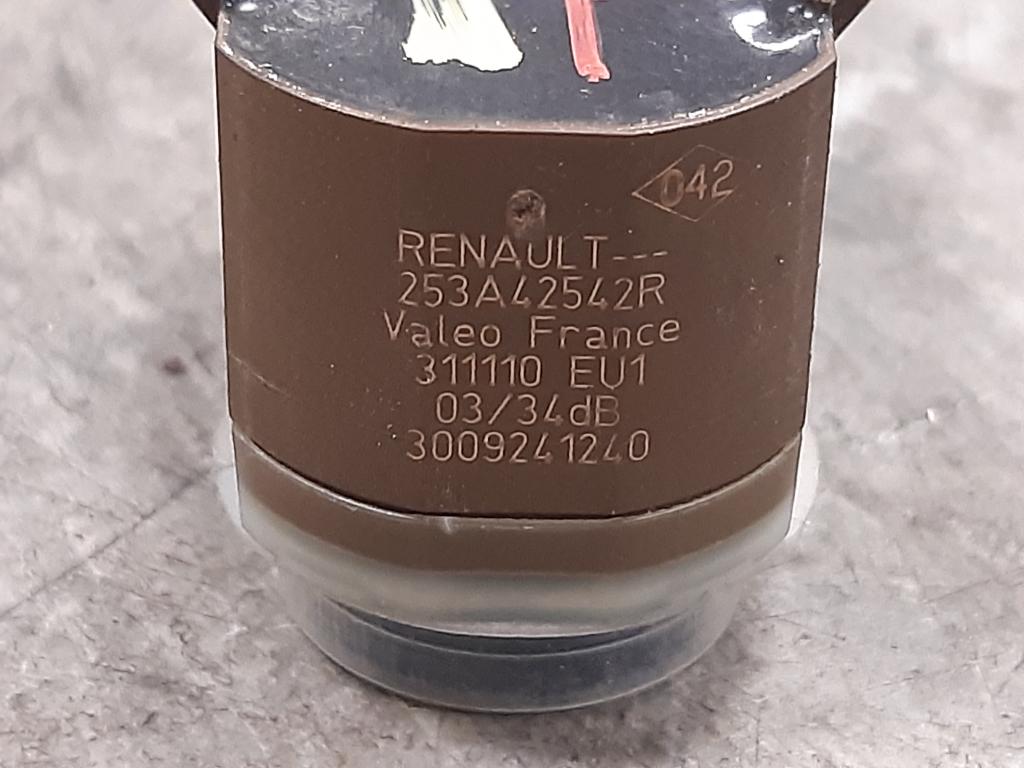 042
RENAULT---
253A42542R
Valeo France
311110 EU1
03/34dB
3009241240